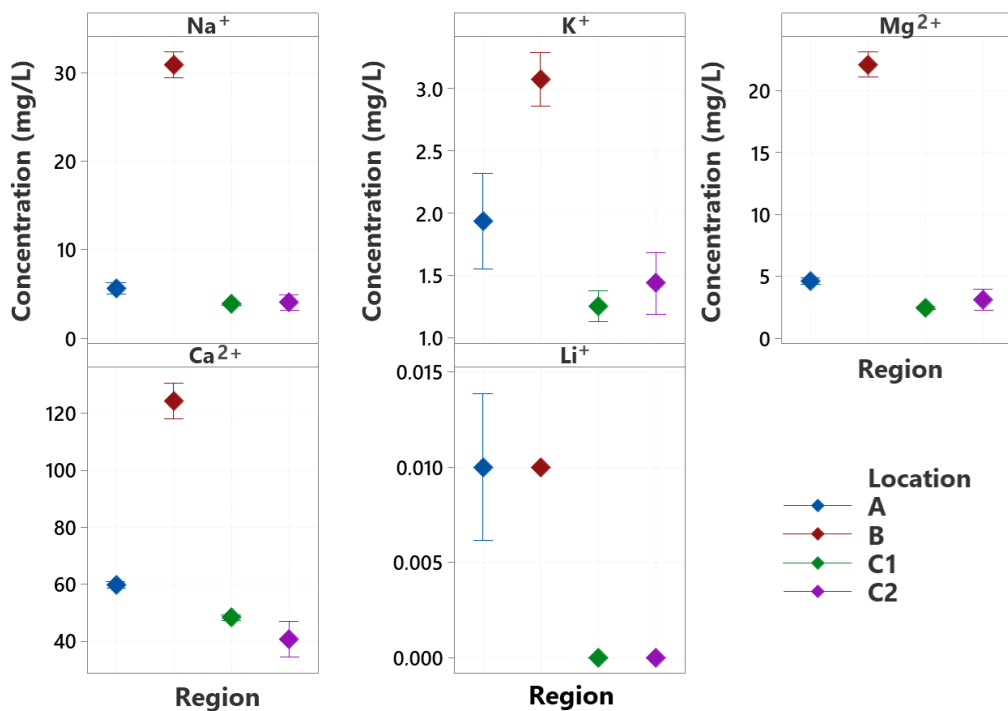 Na+
Concentration (mg/L)
30
20
10
0
K+
Concentration (mg/L)
3.0
2.5
2.0
1.5
1.0
Mg2+
Concentration (mg/L)
20
15
10
5
0
Region
Ca2+
120
100
80
60
40
Region
Li+
0.015
0.010
0.005
0.000
Region
Location
A
B
C1
C2